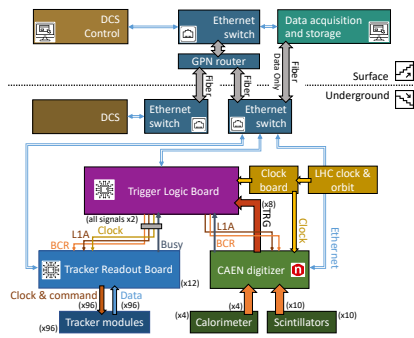 DCS
Control
Ethernet
switch
Data acquisition
and storage
GPN router
Fiber
Fiber
Fiber
Data Only
Surface
Underground
DCS
Ethernet
switch
Ethernet
switch
Trigger Logic Board
Clock
board
LHC clock &
orbit
(all signals x2)
(x8)
TRG
Clock
Ethernet
L1A
Clock
BCR
Busy
L1A
BCR
Tracker Readout Board
(x12)
CAEN digitizer
n
Clock & command
Data
(x96)
(x96)
(x4)
(x10)
(x96)
Tracker modules
(x4)
Calorimeter
Scintillators
(x10)